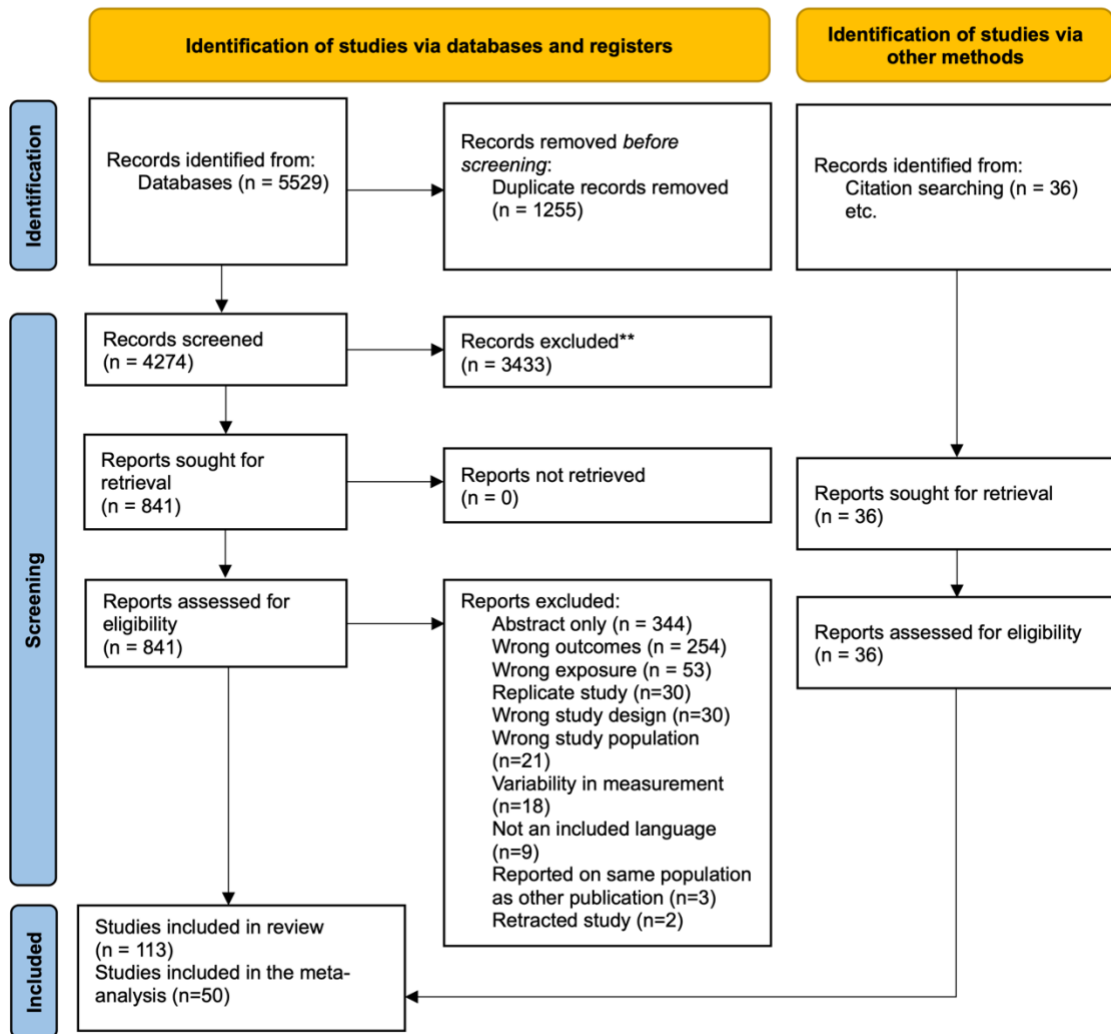 Identification of studies via databases and registers
Identification of studies via
other methods
Identification
Records identified from:
Databases (n = 5529)
Records removed before
screening:
Duplicate records removed
(n = 1255)
Records identified from:
Citation searching (n = 36)
etc.
Screening
Records screened
(n = 4274)
Records excluded**
(n = 3433)
Reports sought for
retrieval
(n = 841)
Reports not retrieved
(n = 0)
Reports sought for retrieval
(n = 36)
Reports assessed for
eligibility
(n = 841)
Reports excluded:
Abstract only (n = 344)
Wrong outcomes (n = 254)
Wrong exposure (n = 53)
Replicate study (n=30)
Wrong study design (n=30)
Wrong study population
(n=21)
Variability in measurement
(n=18)
Not an included language
(n=9)
Reported on same population
as other publication (n=3)
Retracted study (n=2)
Reports assessed for eligibility
(n = 36)
Included
Studies included in review
(n = 113)
Studies included in the meta-
analysis (n=50)